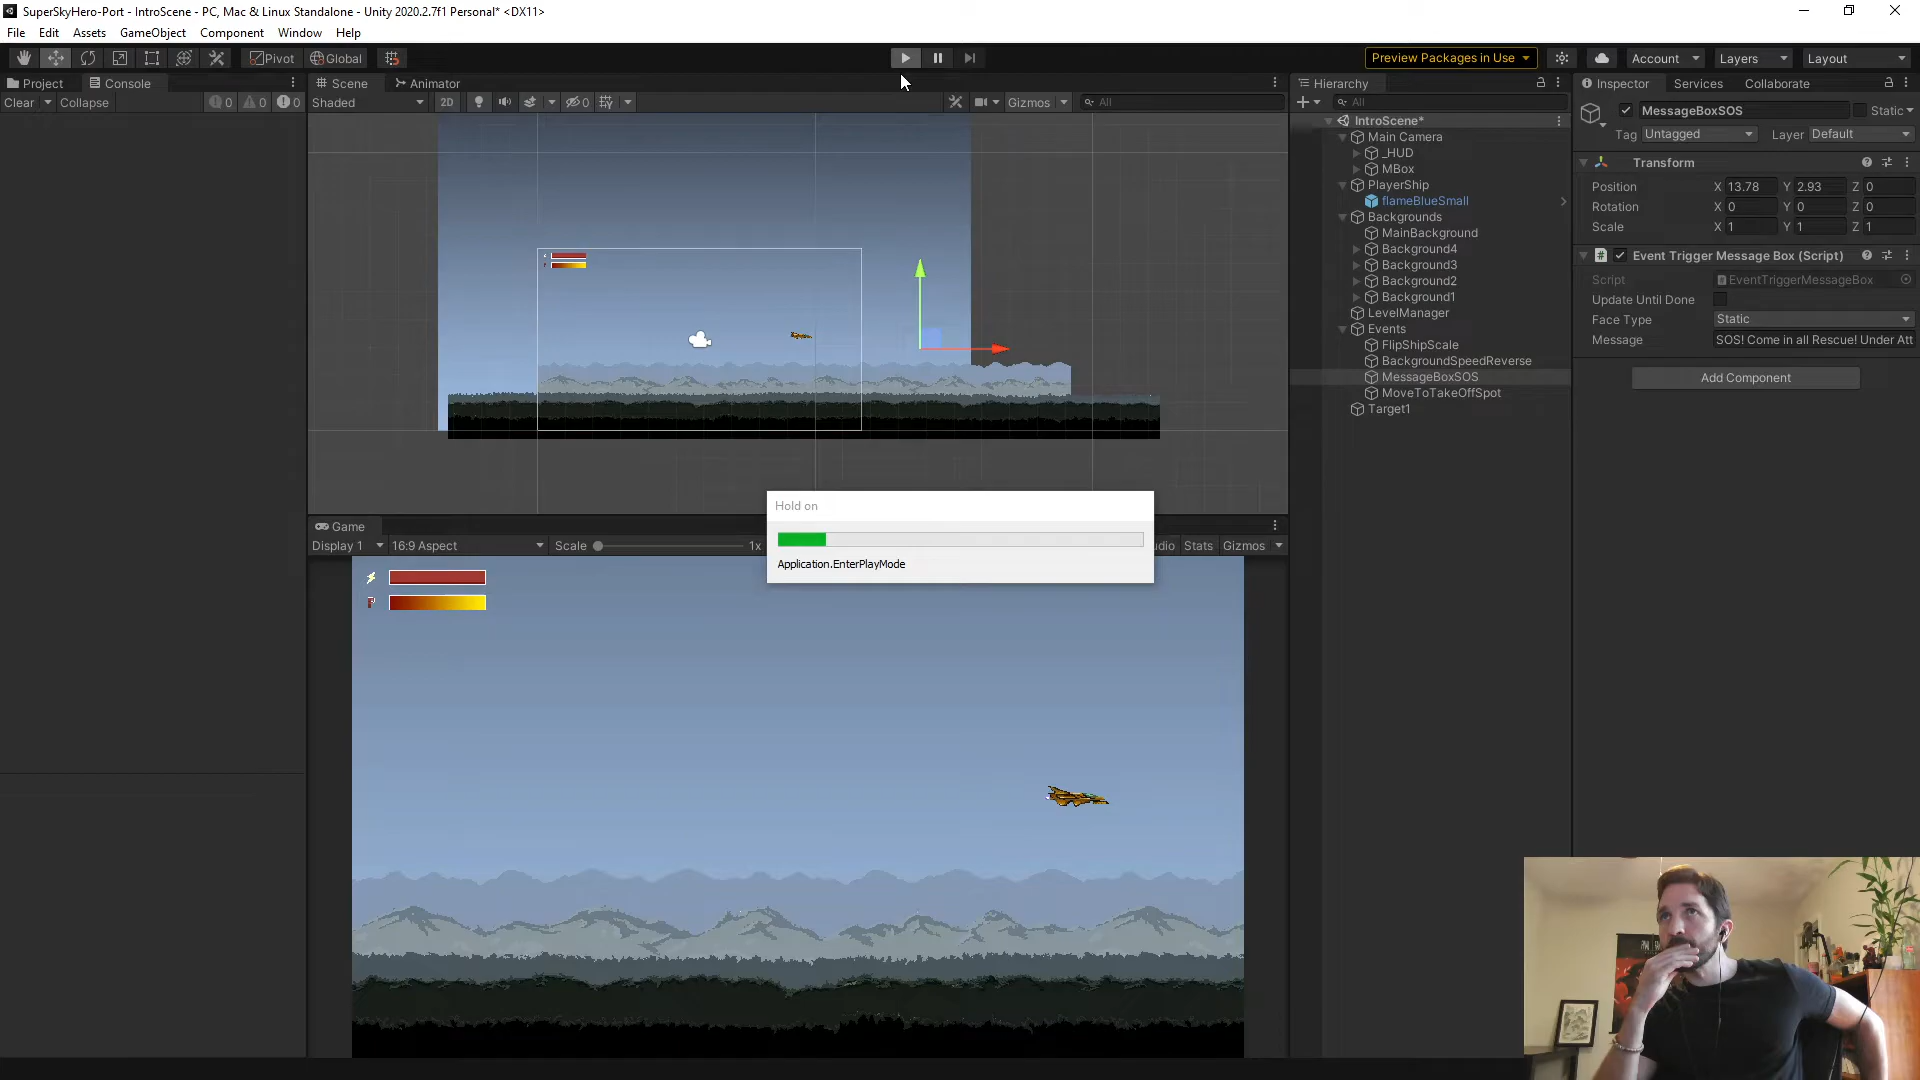 SuperSkyHero-Port - IntroScene - PC, Mac & Linux Standalone - Unity 2020.2.7f1 Personal* <DX11>
File Edit Assets GameObject Component Window Help
Pivot Global Preview Packages in Use Account Layers Layout
Project Console Scene Animator Hierarchy Inspector Services Collaborate
Clear Collapse 0 0 0 Shaded 2D 0 Gizmos All All
MessageBoxSOS Static
Tag Untagged Layer Default
IntroScene*
Main Camera
_HUD
MBox
PlayerShip
flameBlueSmall
Backgrounds
MainBackground
Background4
Background3
Background2
Background1
LevelManager
Events
FlipShipScale
BackgroundSpeedReverse
MessageBoxSOS
MoveToTakeOffSpot
Target1
Transform
Position X 13.78 Y 2.93 Z 0
Rotation X 0 Y 0 Z 0
Scale X 1 Y 1 Z 1
Event Trigger Message Box (Script)
Script EventTriggerMessageBox
Update Until Done
Face Type Static
Message SOS! Come in all Rescue! Under Att
Add Component
Hold on
Application.EnterPlayMode
Game
Display 1 16:9 Aspect Scale 1x udio Stats Gizmos
P